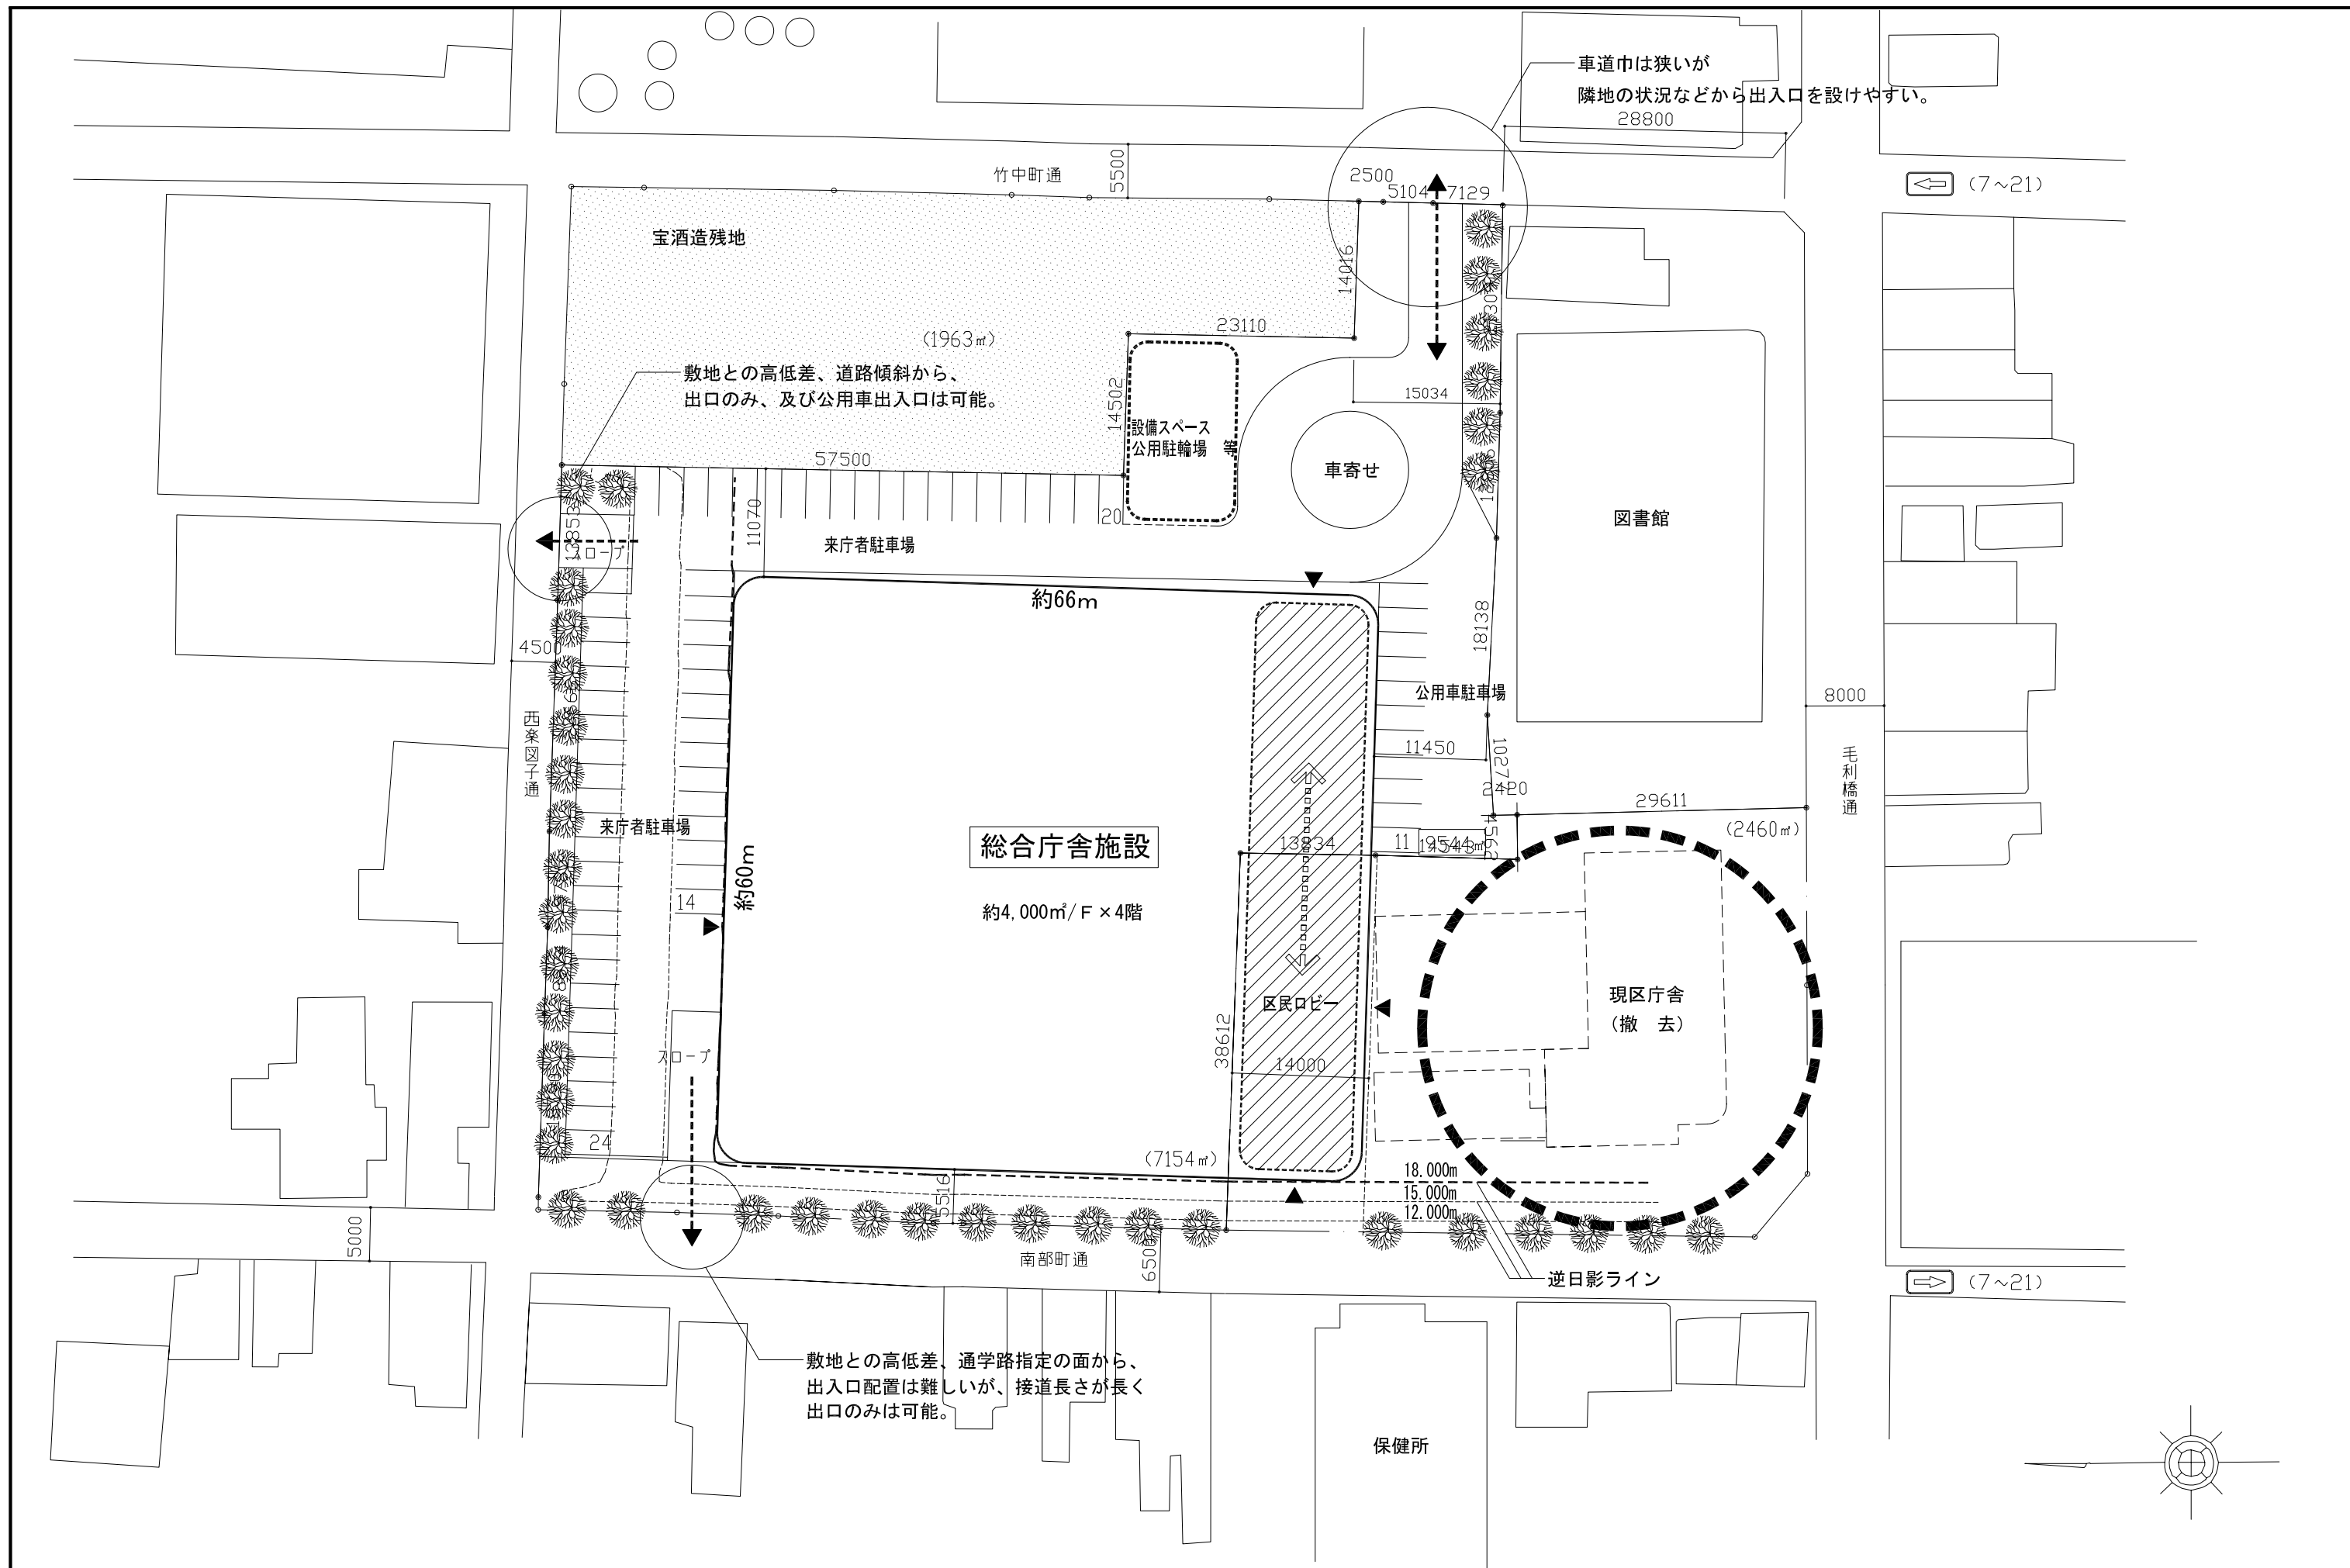 車道巾は狭いが
隣地の状況などから出入口を設けやすい。
28800
竹中町通
5500
2500
5104
7129
(7~21)
宝酒造残地
14016
23110
(1963㎡)
敷地との高低差、道路傾斜から、
出口のみ、及び公用車出入口は可能。
14502
15034
設備スペース
公用駐輪場 等
車寄せ
57500
11070
20
図書館
スロープ
来庁者駐車場
約66m
4500
18138
公用車駐車場
8000
西楽図子通
毛利橋通
11450
2420
29611
(2460㎡)
来庁者駐車場
約60m
総合庁舎施設
13834
11
4562
14
約4,000㎡/F×4階
現区庁舎
(撤 去)
区民ロビー
38612
スロープ
14000
24
(7154㎡)
18.000m
15.000m
12.000m
5516
5000
南部町通
6500
逆日影ライン
(7~21)
敷地との高低差、通学路指定の面から、
出入口配置は難しいが、接道長さが長く
出口のみは可能。
保健所